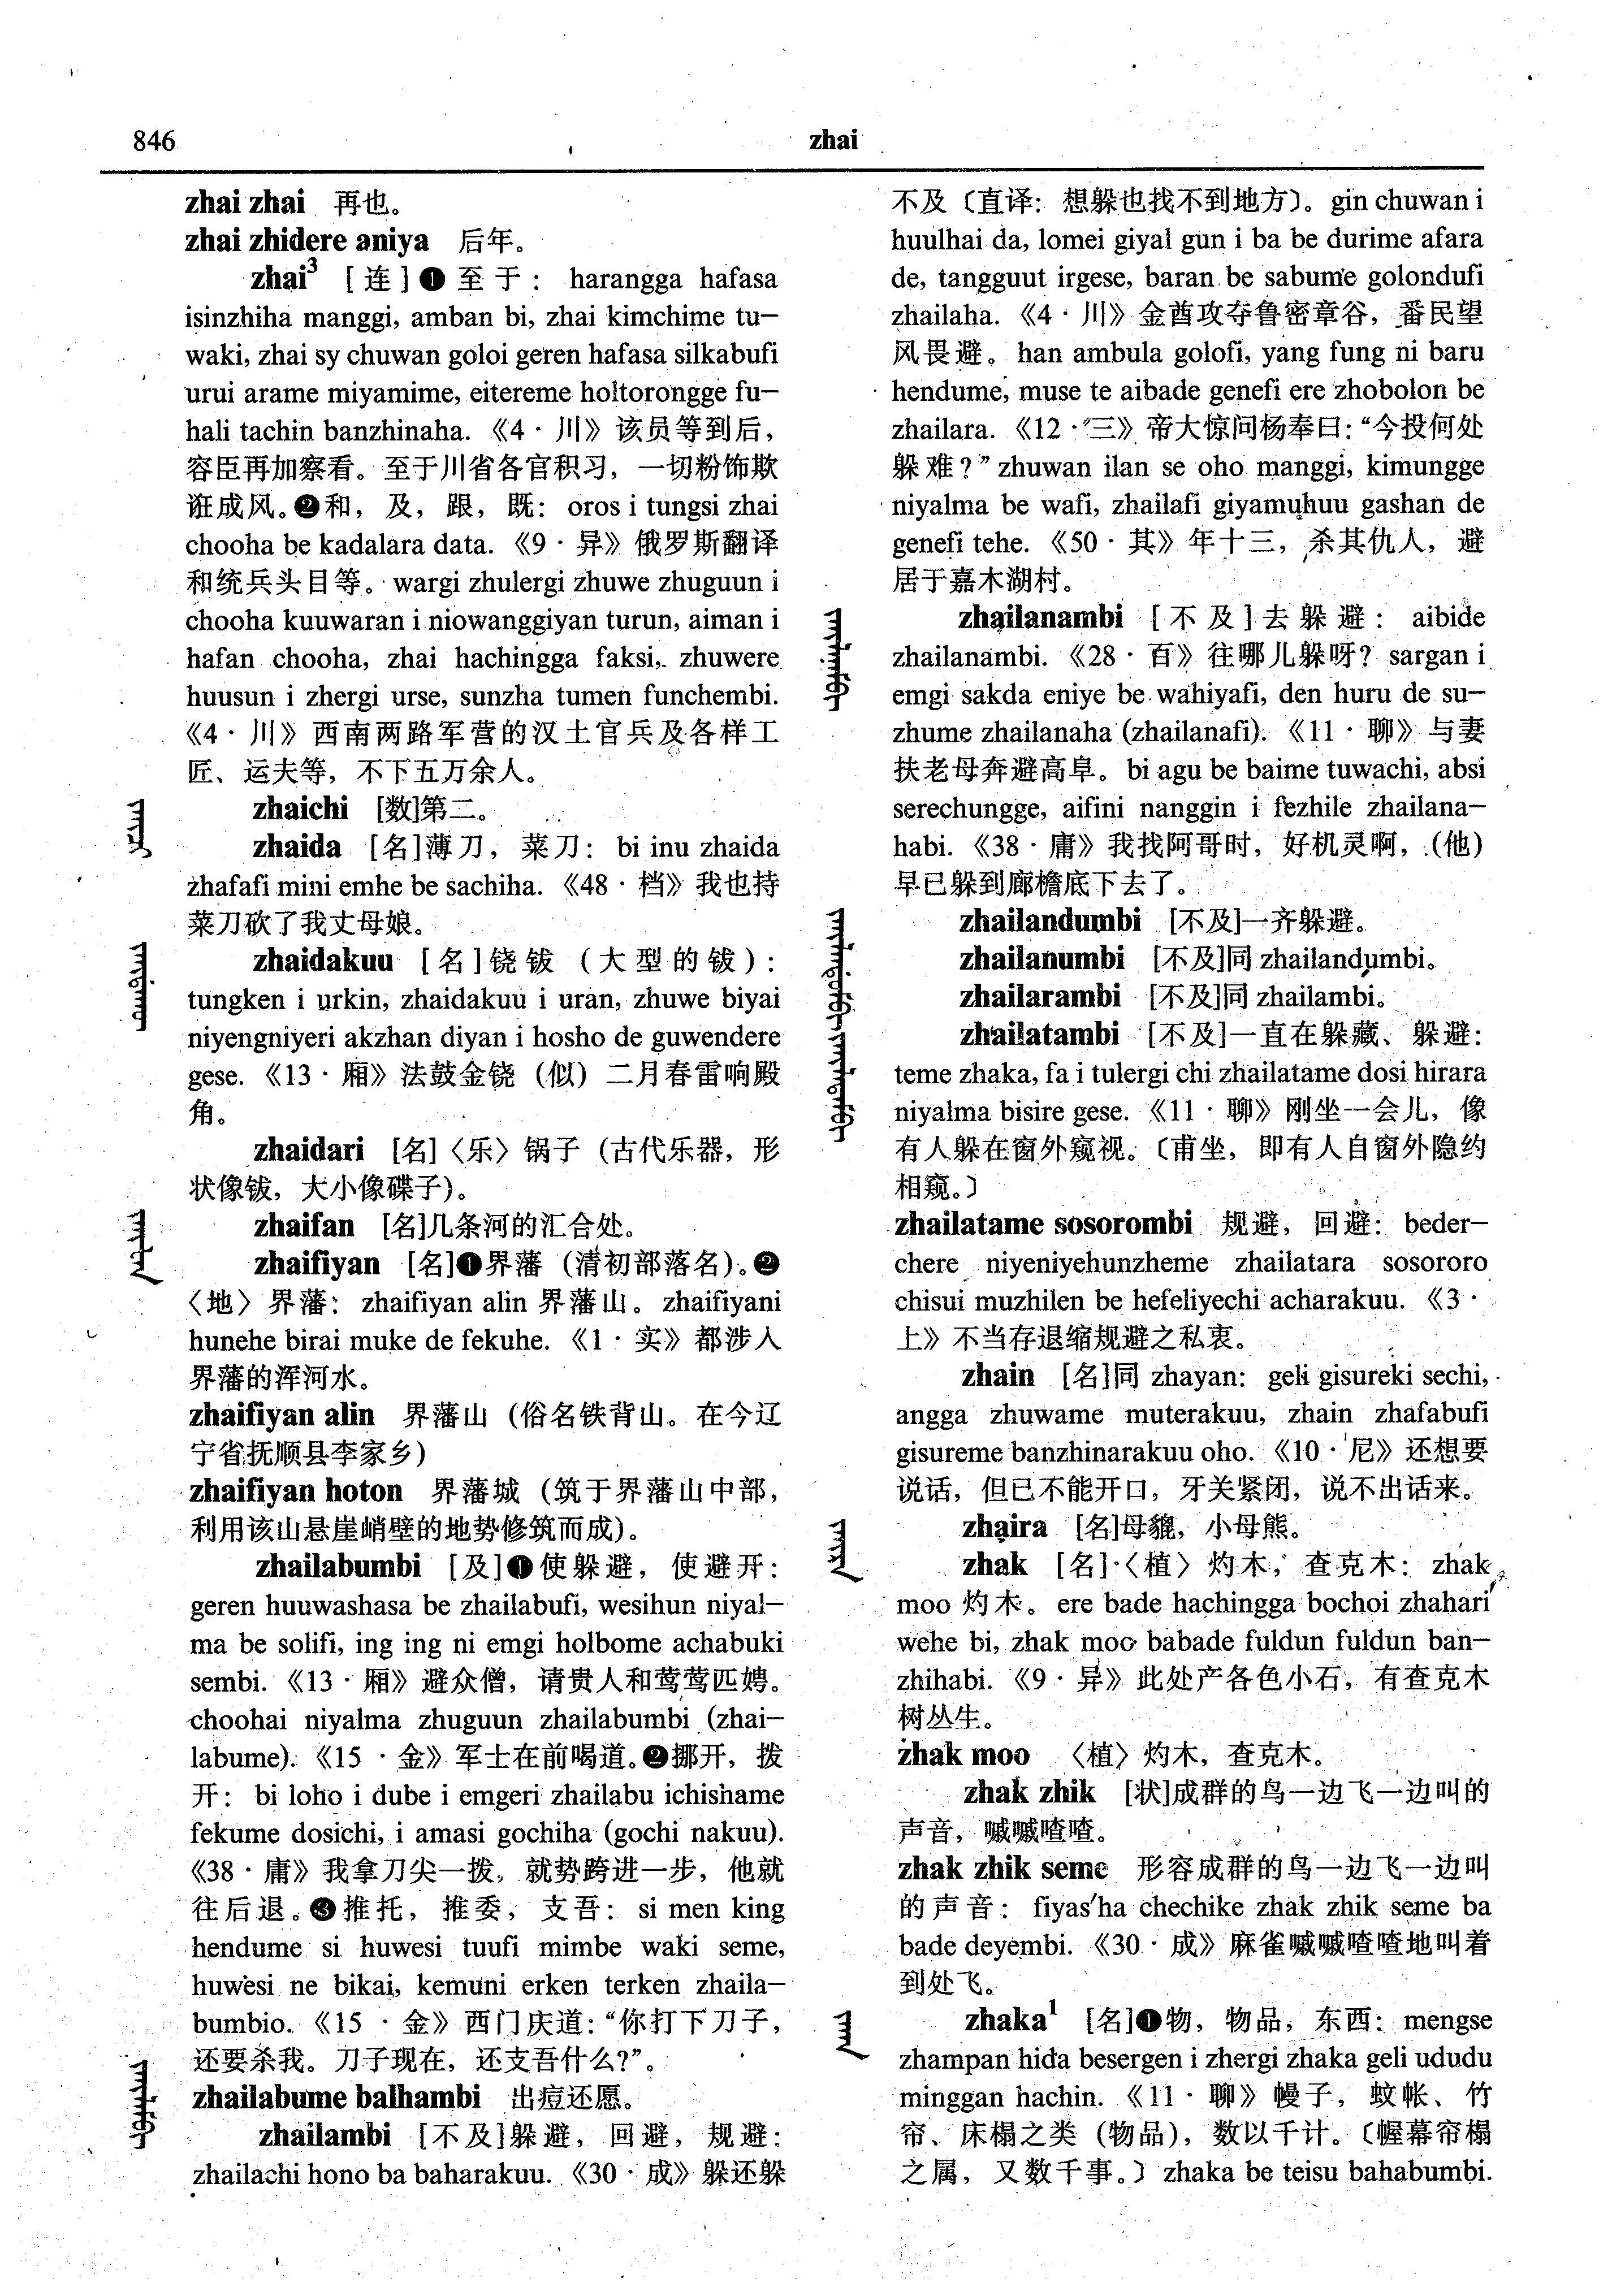 846
zhai
zhai zhai 再也。
zhai zhidere aniya 后年。
zhai³ [连]❶至于: harangga hafasa
isinzhiha manggi, amban bi, zhai kimchime tu–
waki, zhai sy chuwan goloi geren hafasa silkabufi
urui arame miyamime, eitereme holtorongge fu–
hali tachin banzhinaha. 《4·川》该员等到后，
容臣再加察看。至于川省各官积习，一切粉饰欺
诳成风。❷和，及，跟，既: oros i tungsi zhai
chooha be kadalara data. 《9·异》俄罗斯翻译
和统兵头目等。wargi zhulergi zhuwe zhuguun i
chooha kuuwaran i niowanggiyan turun, aiman i
hafan chooha, zhai hachingga faksi, zhuwere
huusun i zhergi urse, sunzha tumen funchembi.
《4·川》西南两路军营的汉土官兵及各样工
匠、运夫等，不下五万余人。
zhaichi [数]第二。
zhaida [名]薄刀，菜刀: bi inu zhaida
zhafafi mini emhe be sachiha. 《48·档》我也持
菜刀砍了我丈母娘。
zhaidakuu [名]铙钹（大型的钹）:
tungken i urkin, zhaidakuu i uran, zhuwe biyai
niyengniyeri akzhan diyan i hosho de guwendere
gese. 《13·厢》法鼓金铙（似）二月春雷响殿
角。
zhaidari [名]〈乐〉锅子（古代乐器，形
状像钹，大小像碟子）。
zhaifan [名]几条河的汇合处。
zhaifiyan [名]❶界藩（清初部落名）。❷
〈地〉界藩: zhaifiyan alin 界藩山。zhaifiyani
hunehe birai muke de fekuhe. 《1·实》都涉人
界藩的浑河水。
zhaifiyan alin 界藩山（俗名铁背山。在今辽
宁省抚顺县李家乡）
zhaifiyan hoton 界藩城（筑于界藩山中部，
利用该山悬崖峭壁的地势修筑而成）。
zhailabumbi [及]❶使躲避，使避开:
geren huuwashasa be zhailabufi, wesihun niyal–
ma be solifi, ing ing ni emgi holbome achabuki
sembi. 《13·厢》避众僧，请贵人和莺莺匹娉。
choohai niyalma zhuguun zhailabumbi (zhai–
labume). 《15·金》军士在前喝道。❷挪开，拨
开: bi loho i dube i emgeri zhailabu ichishame
fekume dosichi, i amasi gochiha (gochi nakuu).
《38·庸》我拿刀尖一拨，就势跨进一步，他就
往后退。❸推托，推委，支吾: si men king
hendume si huwesi tuufi mimbe waki seme,
huwesi ne bikai, kemuni erken terken zhaila–
bumbio. 《15·金》西门庆道:“你打下刀子，
还要杀我。刀子现在，还支吾什么?”。
zhailabume balhambi 出痘还愿。
zhailambi [不及]躲避，回避，规避:
zhailachi hono ba baharakuu. 《30·成》躲还躲
不及〔直译: 想躲也找不到地方〕。gin chuwan i
huulhai da, lomei giyal gun i ba be durime afara
de, tangguut irgese, baran be sabume golondufi
zhailaha. 《4·川》金酋攻夺鲁密章谷，番民望
风畏避。han ambula golofi, yang fung ni baru
hendume, muse te aibade genefi ere zhobolon be
zhailara. 《12·三》帝大惊问杨奉曰:“今投何处
躲难?” zhuwan ilan se oho manggi, kimungge
niyalma be wafi, zhailafi giyamuhuu gashan de
genefi tehe. 《50·其》年十三，杀其仇人，避
居于嘉木湖村。
zhailanambi [不及]去躲避: aibide
zhailanambi. 《28·百》往哪儿躲呀? sargan i
emgi sakda eniye be wahiyafi, den huru de su–
zhume zhailanaha (zhailanafi). 《11·聊》与妻
扶老母奔避高阜。bi agu be baime tuwachi, absi
serechungge, aifini nanggin i fezhile zhailana–
habi. 《38·庸》我找阿哥时，好机灵啊，(他)
早已躲到廊檐底下去了。
zhailandumbi [不及]一齐躲避。
zhailanumbi [不及]同 zhailandumbi。
zhailarambi [不及]同 zhailambi。
zhailatambi [不及]一直在躲藏、躲避:
teme zhaka, fa i tulergi chi zhailatame dosi hirara
niyalma bisire gese. 《11·聊》刚坐一会儿，像
有人躲在窗外窥视。〔甫坐，即有人自窗外隐约
相窥。〕
zhailatame sosorombi 规避，回避: beder–
chere niyeniyehunzheme zhailatara sosororo
chisui muzhilen be hefeliyechi acharakuu. 《3·
上》不当存退缩规避之私衷。
zhain [名]同 zhayan: geli gisureki sechi,
angga zhuwame muterakuu, zhain zhafabufi
gisureme banzhinarakuu oho. 《10·尼》还想要
说话，但已不能开口，牙关紧闭，说不出话来。
zhaira [名]母貔，小母熊。
zhak [名]〈植〉灼木，查克木: zhak
moo 灼木。ere bade hachingga bochoi zhahari
wehe bi, zhak moo babade fuldun fuldun ban–
zhihabi. 《9·异》此处产各色小石，有查克木
树丛生。
zhak moo 〈植〉灼木，查克木。
zhak zhik [状]成群的鸟一边飞一边叫的
声音，嘁嘁喳喳。
zhak zhik seme 形容成群的鸟一边飞一边叫
的声音: fiyas'ha chechike zhak zhik seme ba
bade deyembi. 《30·成》麻雀嘁嘁喳喳地叫着
到处飞。
zhaka¹ [名]❶物，物品，东西: mengse
zhampan hida besergen i zhergi zhaka geli ududu
minggan hachin. 《11·聊》幔子，蚊帐、竹
帘、床榻之类（物品），数以千计。〔幄幕帘榻
之属，又数千事。〕zhaka be teisu bahabumbi.